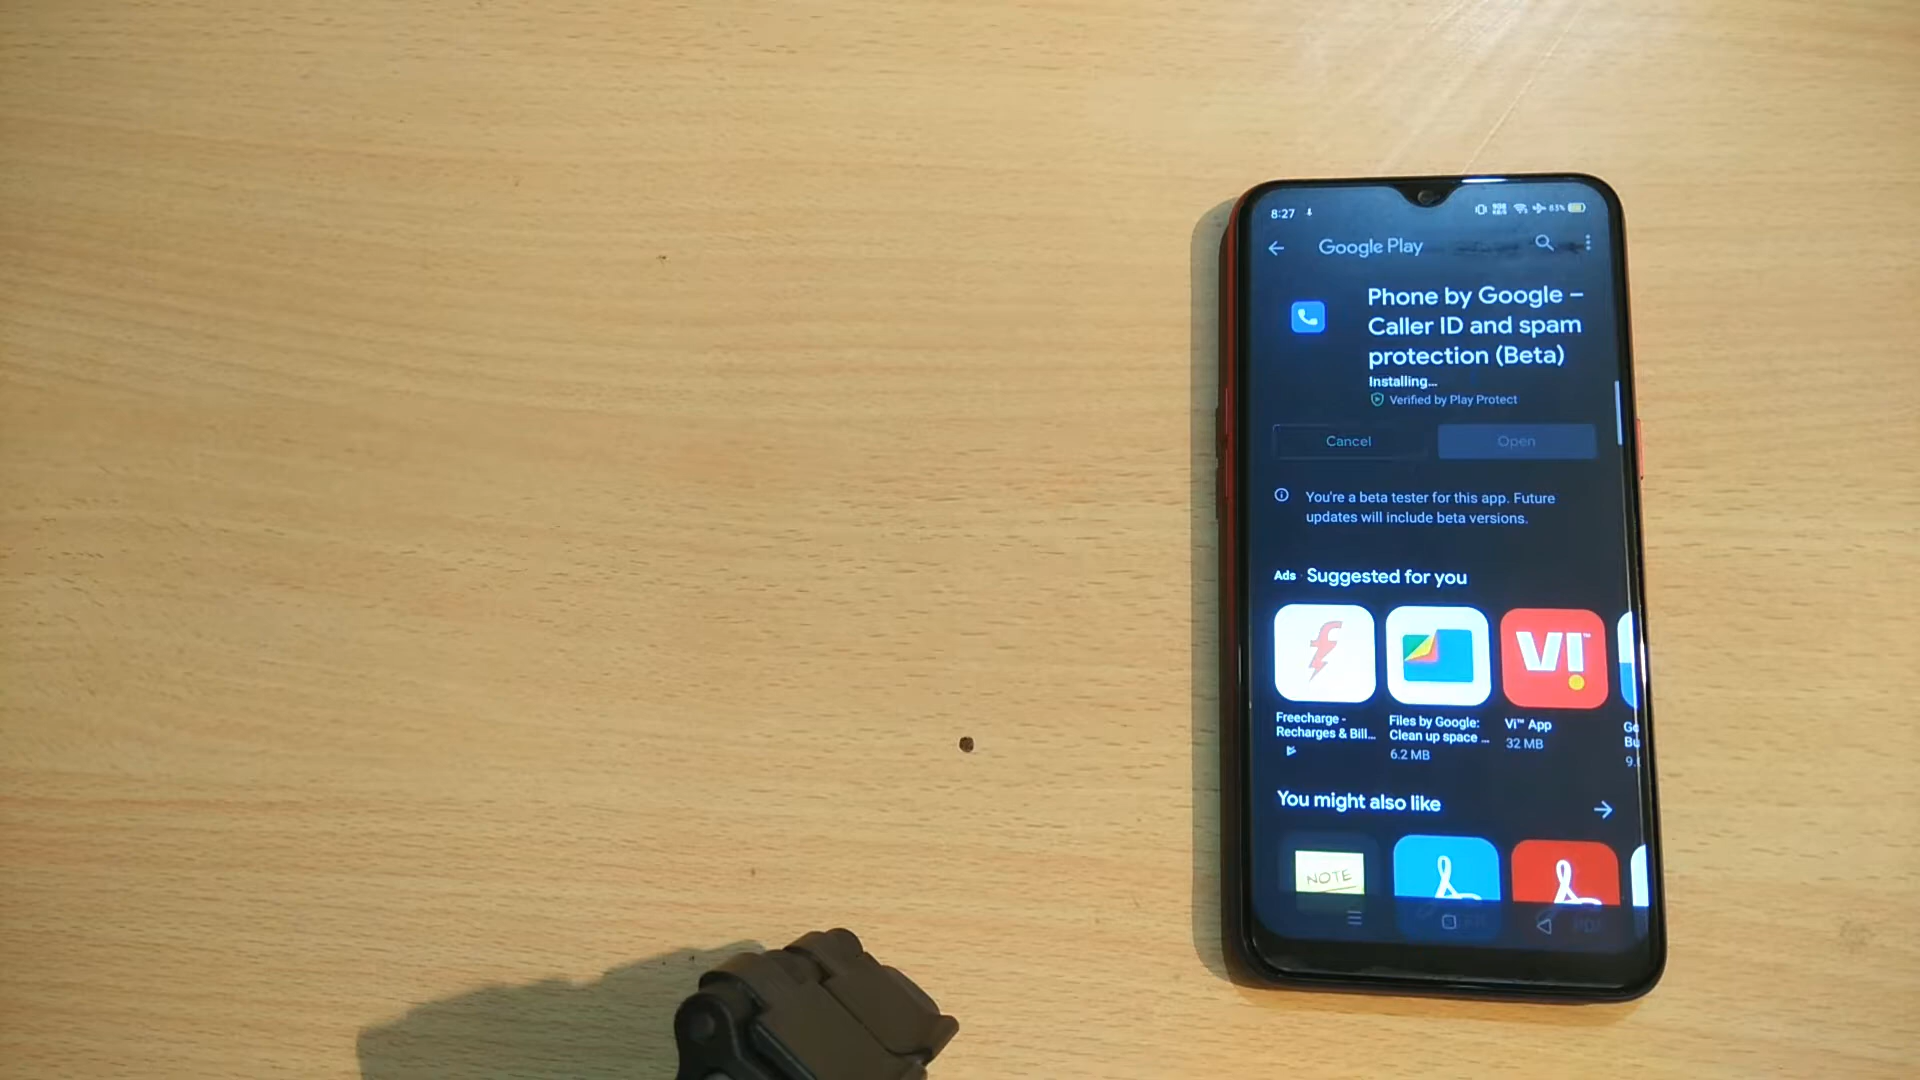 8:27
83%
Google Play
Phone by Google –
Caller ID and spam
protection (Beta)
Installing...
Verified by Play Protect
Cancel
Open
You're a beta tester for this app. Future
updates will include beta versions.
Ads · Suggested for you
Vi™
Freecharge -
Recharges & Bill...
Files by Google:
Clean up space ...
6.2 MB
Vi™ App
32 MB
You might also like
NOTE